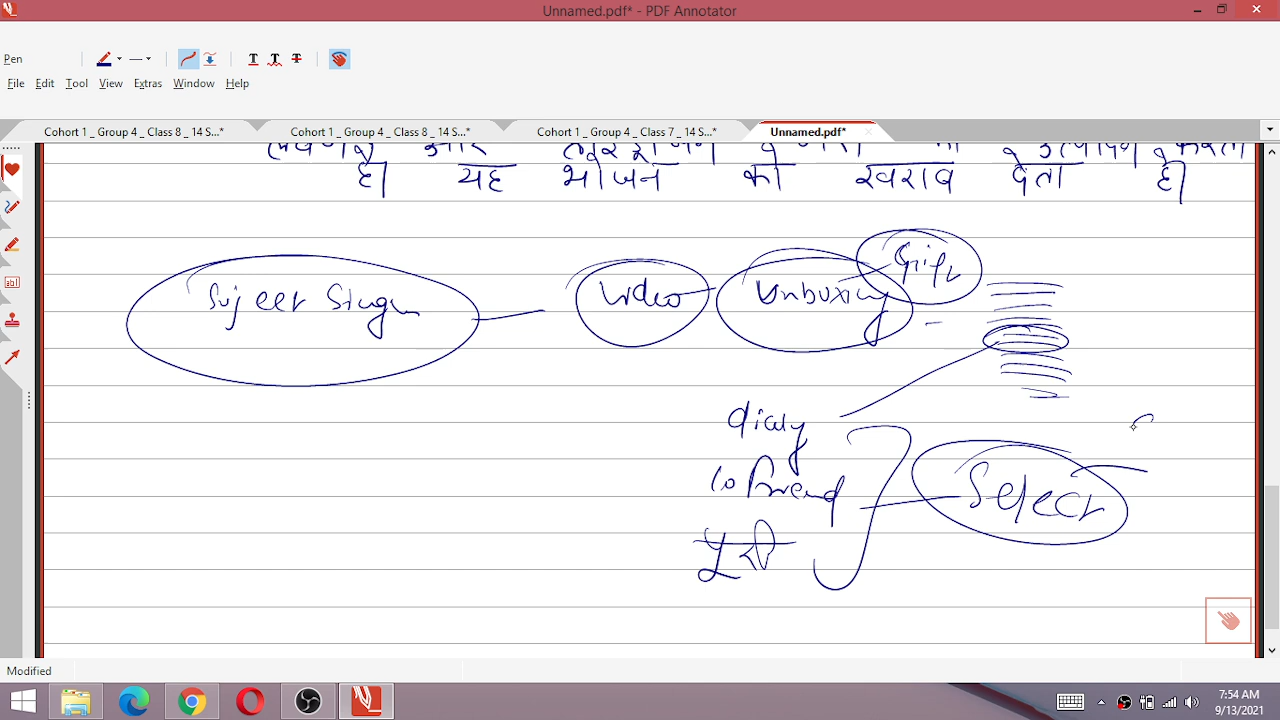 Unnamed.pdf* - PDF Annotator
Pen
T T T
File Edit Tool View Extras Window Help
Cohort 1 _ Group 4 _ Class 8 _ 14 S...* Cohort 1 _ Group 4 _ Class 8 _ 14 S...* Cohort 1 _ Group 4 _ Class 7 _ 14 S...* Unnamed.pdf*
है। यह भोजन को खराब देता है।
Gift
Sujeet Singh Video Unboxing
diary
10 friend
Select
Modified
7:54 AM
9/13/2021